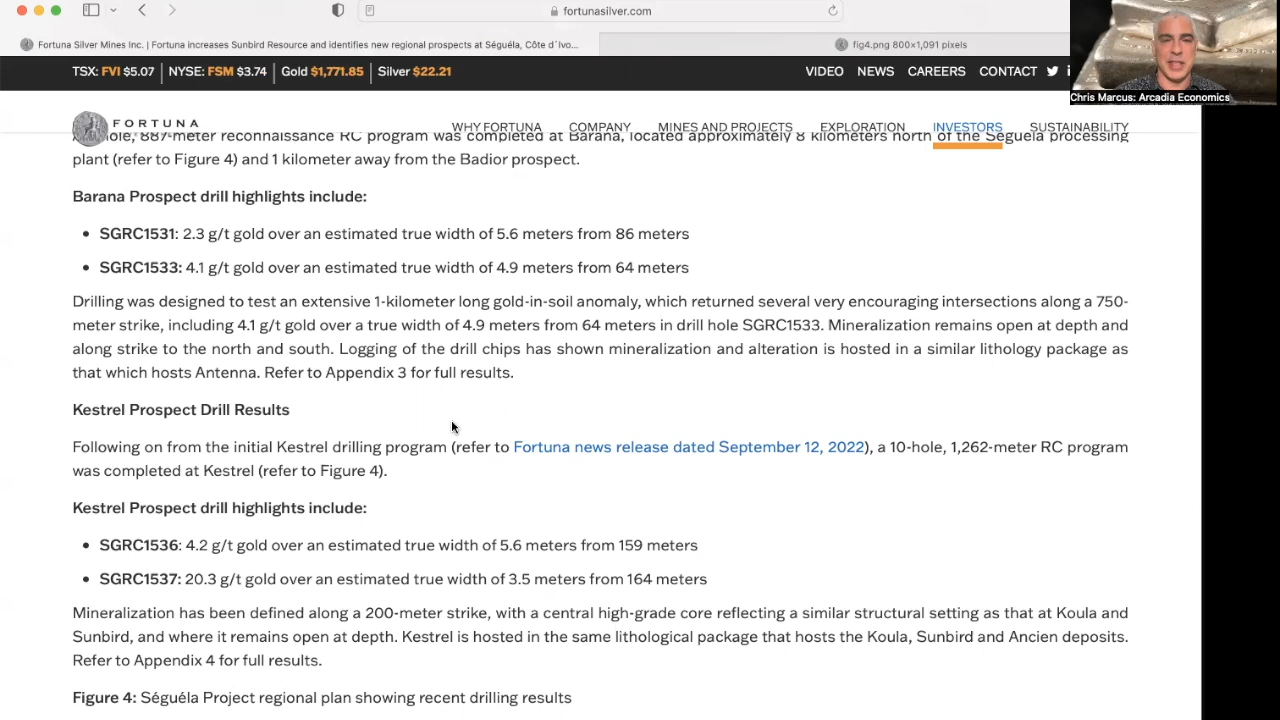 fortunasilver.com
Fortuna Silver Mines Inc. | Fortuna increases Sunbird Resource and identifies new regional prospects at Séguéla, Côte d´Ivo...
fig4.png 800×1,091 pixels
TSX: FVI $5.07 NYSE: FSM $3.74 Gold $1,771.85 Silver $22.21
VIDEO NEWS CAREERS CONTACT
Chris Marcus: Arcadia Economics
FORTUNA
WHY FORTUNA COMPANY MINES AND PROJECTS EXPLORATION INVESTORS SUSTAINABILITY
887-meter reconnaissance RC program was completed at Barana, located approximately 8 kilometers north of the Séguéla processing
plant (refer to Figure 4) and 1 kilometer away from the Badior prospect.
Barana Prospect drill highlights include:
• SGRC1531: 2.3 g/t gold over an estimated true width of 5.6 meters from 86 meters
• SGRC1533: 4.1 g/t gold over an estimated true width of 4.9 meters from 64 meters
Drilling was designed to test an extensive 1-kilometer long gold-in-soil anomaly, which returned several very encouraging intersections along a 750-
meter strike, including 4.1 g/t gold over a true width of 4.9 meters from 64 meters in drill hole SGRC1533. Mineralization remains open at depth and
along strike to the north and south. Logging of the drill chips has shown mineralization and alteration is hosted in a similar lithology package as
that which hosts Antenna. Refer to Appendix 3 for full results.
Kestrel Prospect Drill Results
Following on from the initial Kestrel drilling program (refer to Fortuna news release dated September 12, 2022), a 10-hole, 1,262-meter RC program
was completed at Kestrel (refer to Figure 4).
Kestrel Prospect drill highlights include:
• SGRC1536: 4.2 g/t gold over an estimated true width of 5.6 meters from 159 meters
• SGRC1537: 20.3 g/t gold over an estimated true width of 3.5 meters from 164 meters
Mineralization has been defined along a 200-meter strike, with a central high-grade core reflecting a similar structural setting as that at Koula and
Sunbird, and where it remains open at depth. Kestrel is hosted in the same lithological package that hosts the Koula, Sunbird and Ancien deposits.
Refer to Appendix 4 for full results.
Figure 4: Séguéla Project regional plan showing recent drilling results